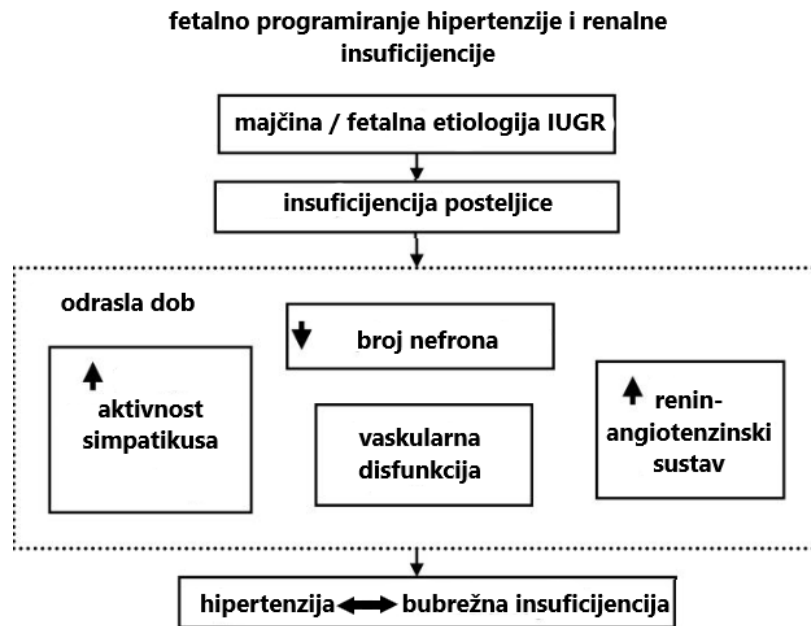 fetalno programiranje hipertenzije i renalne
insuficijencije
majčina / fetalna etiologija IUGR
insuficijencija posteljice
odrasla dob
broj nefrona
aktivnost
simpatikusa
vaskularna
disfunkcija
renin-
angiotenzinski
sustav
hipertenzija bubrežna insuficijencija